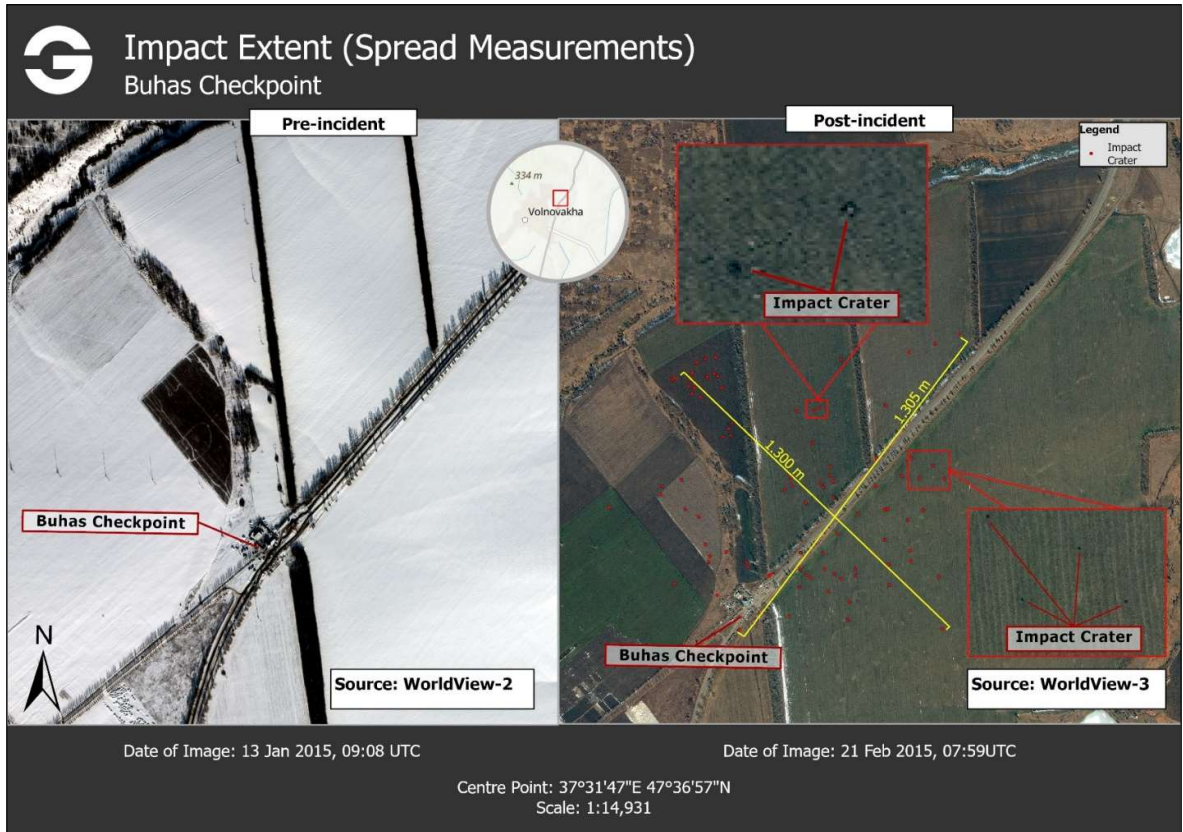 Impact Extent (Spread Measurements)
Buhas Checkpoint
Pre-incident
Post-incident
Legend
Impact
Crater
334 m
Volnovakha
Impact Crater
1.305 m
1.300 m
Buhas Checkpoint
Impact Crater
Buhas Checkpoint
N
Source: WorldView-2
Source: WorldView-3
Date of Image: 13 Jan 2015, 09:08 UTC
Date of Image: 21 Feb 2015, 07:59UTC
Centre Point: 37°31'47"E 47°36'57"N
Scale: 1:14,931